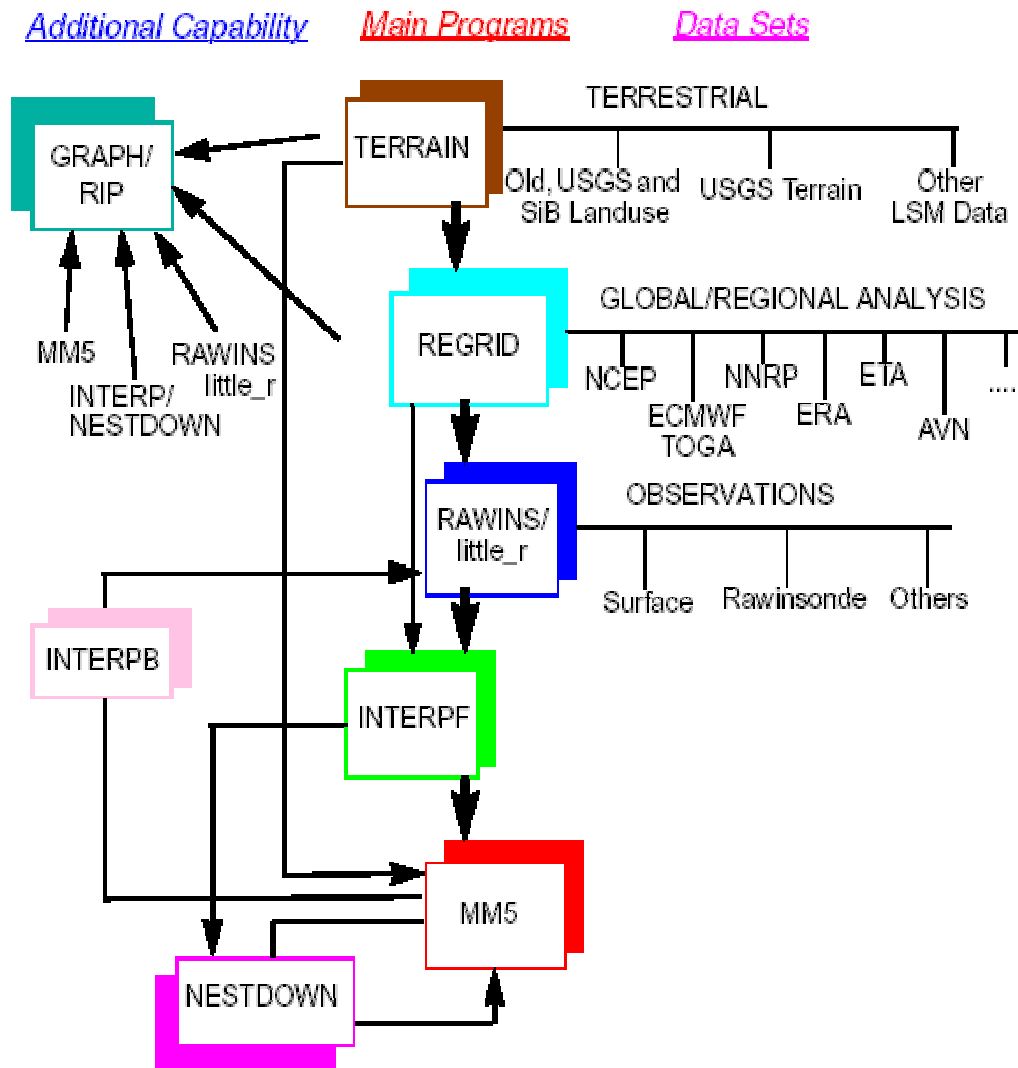 Additional Capability
Main Programs
Data Sets
TERRESTRIAL
TERRAIN
GRAPH/
RIP
Old, USGS and
SiB Landuse
USGS Terrain
Other
LSM Data
GLOBAL/REGIONAL ANALYSIS
REGRID
MM5
INTERP/
NESTDOWN
RAWINS
little_r
NCEP
ECMWF
TOGA
NNRP
ERA
ETA
AVN
....
OBSERVATIONS
RAWINS/
little_r
Surface
Rawinsonde
Others
INTERPB
INTERPF
MM5
NESTDOWN